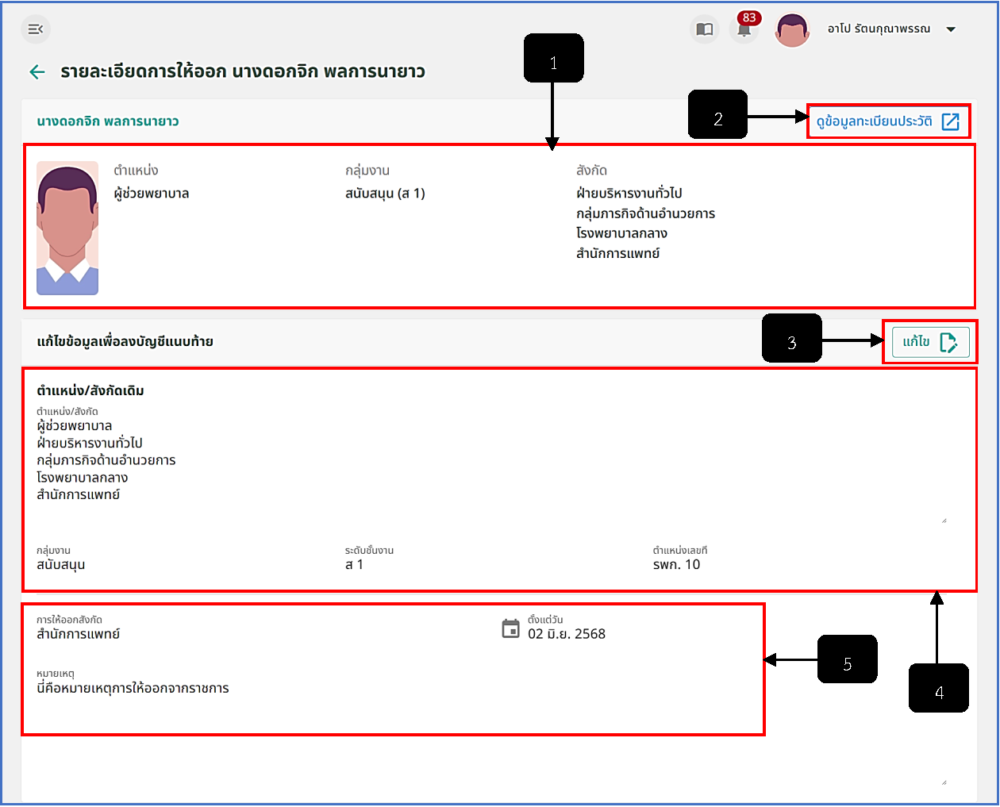 83
อาโป รัตนกุณาพรรณ
รายละเอียดการให้ออก นางดอกจิก พลการนายาว
1
2
นางดอกจิก พลการนายาว
ดูข้อมูลทะเบียนประวัติ
ตำแหน่ง
ผู้ช่วยพยาบาล
กลุ่มงาน
สนับสนุน (ส 1)
สังกัด
ฝ่ายบริหารงานทั่วไป
กลุ่มภารกิจด้านอำนวยการ
โรงพยาบาลกลาง
สำนักการแพทย์
แก้ไขข้อมูลเพื่อลงบัญชีแนบท้าย
3
แก้ไข
ตำแหน่ง/สังกัดเดิม
ตำแหน่ง/สังกัด
ผู้ช่วยพยาบาล
ฝ่ายบริหารงานทั่วไป
กลุ่มภารกิจด้านอำนวยการ
โรงพยาบาลกลาง
สำนักการแพทย์
กลุ่มงาน
สนับสนุน
ระดับชั้นงาน
ส 1
ตำแหน่งเลขที่
รพก. 10
การให้ออกสังกัด
สำนักการแพทย์
ตั้งแต่วัน
02 มิ.ย. 2568
หมายเหตุ
นี่คือหมายเหตุการให้ออกจากราชการ
5
4